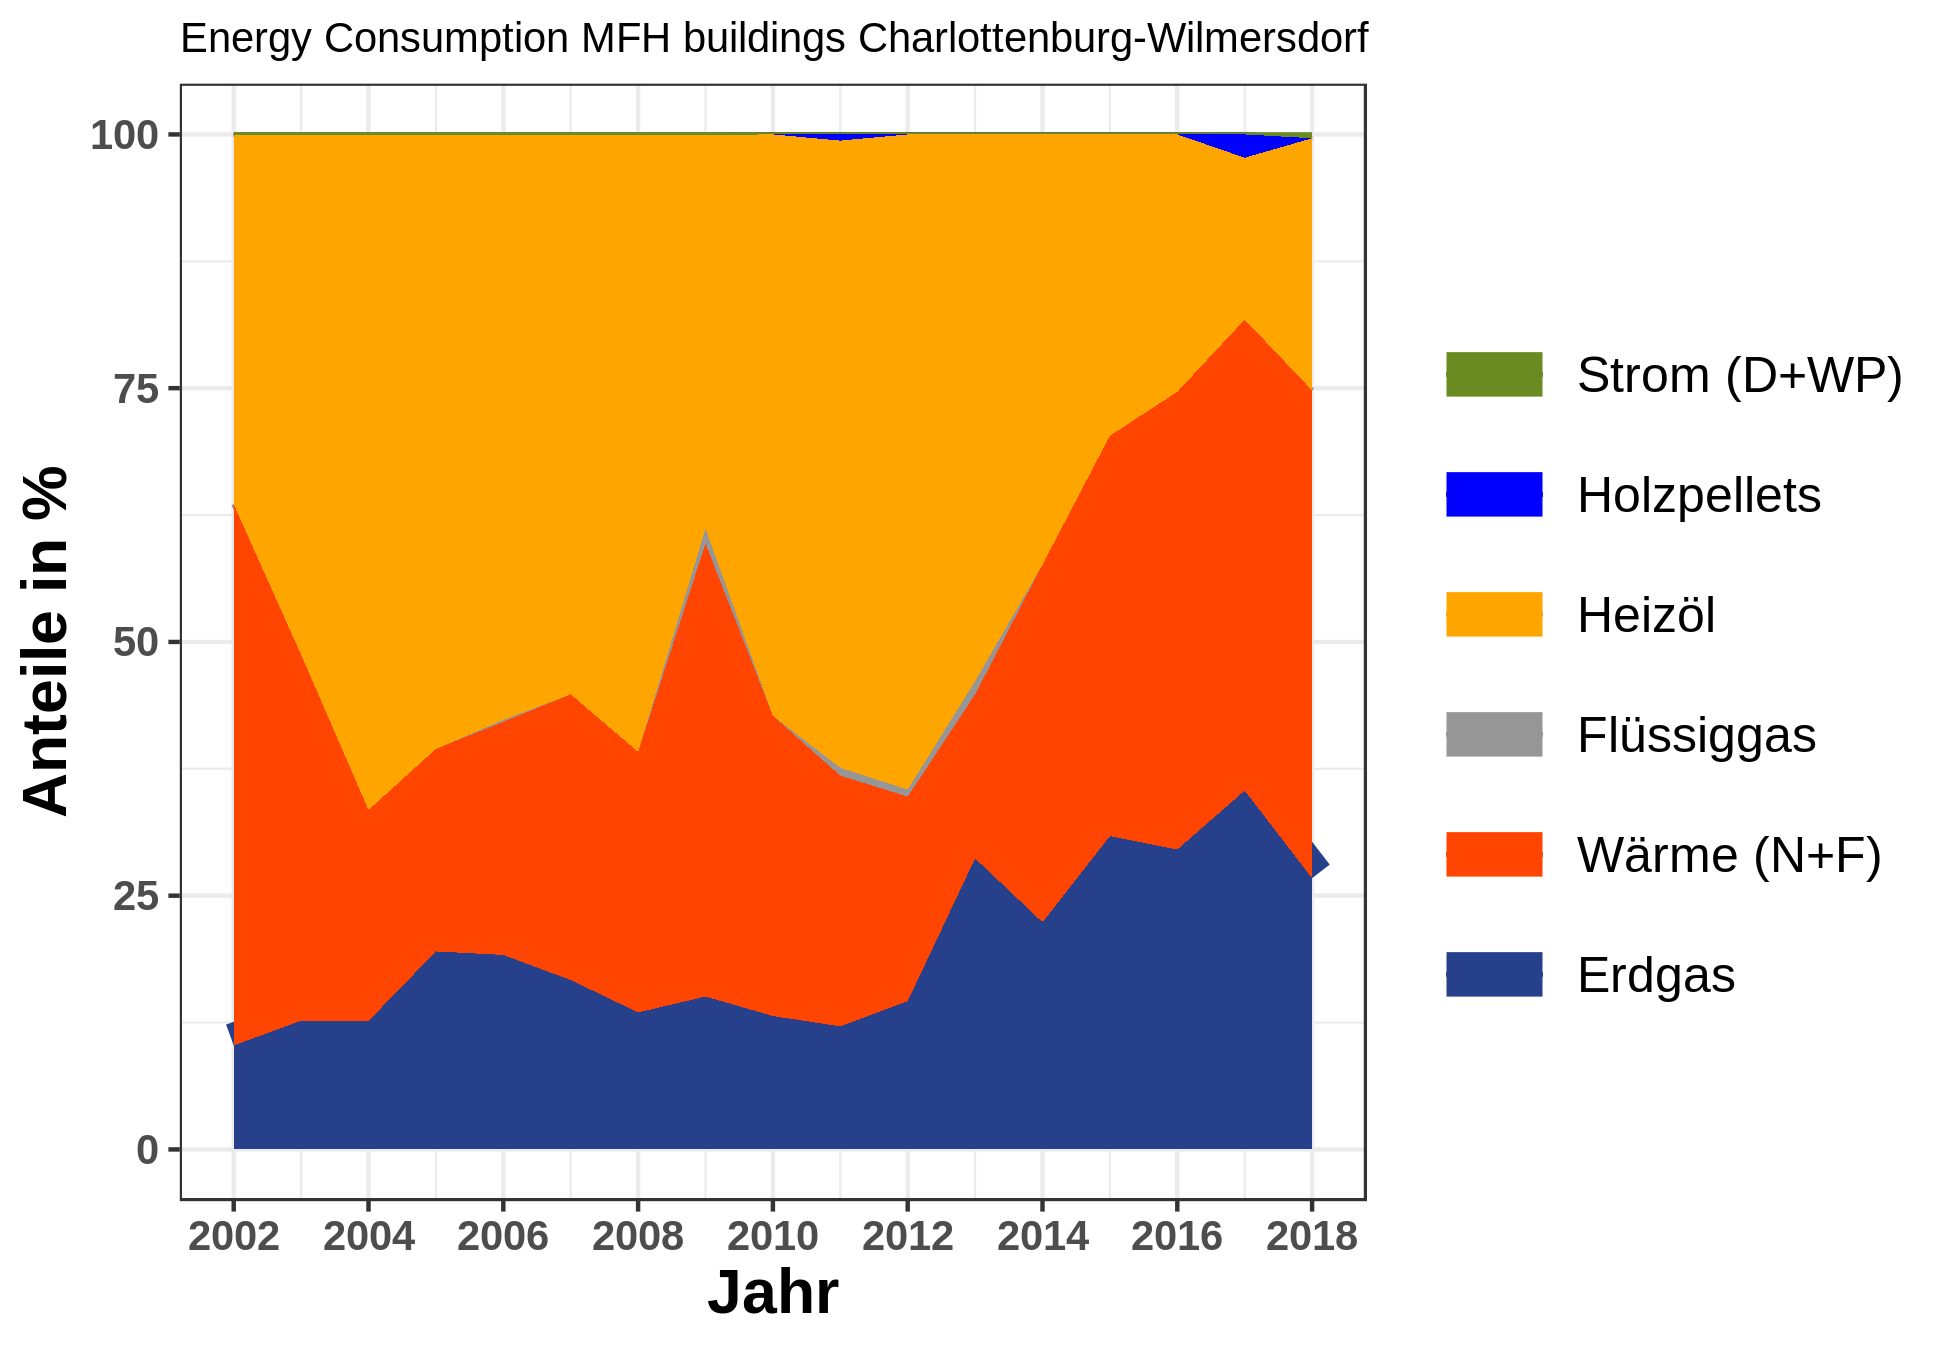 Energy Consumption MFH buildings Charlottenburg-Wilmersdorf
Anteile in %
100
75
50
25
0
2002 2004 2006 2008 2010 2012 2014 2016 2018
Jahr
Strom (D+WP)
Holzpellets
Heizöl
Flüssiggas
Wärme (N+F)
Erdgas